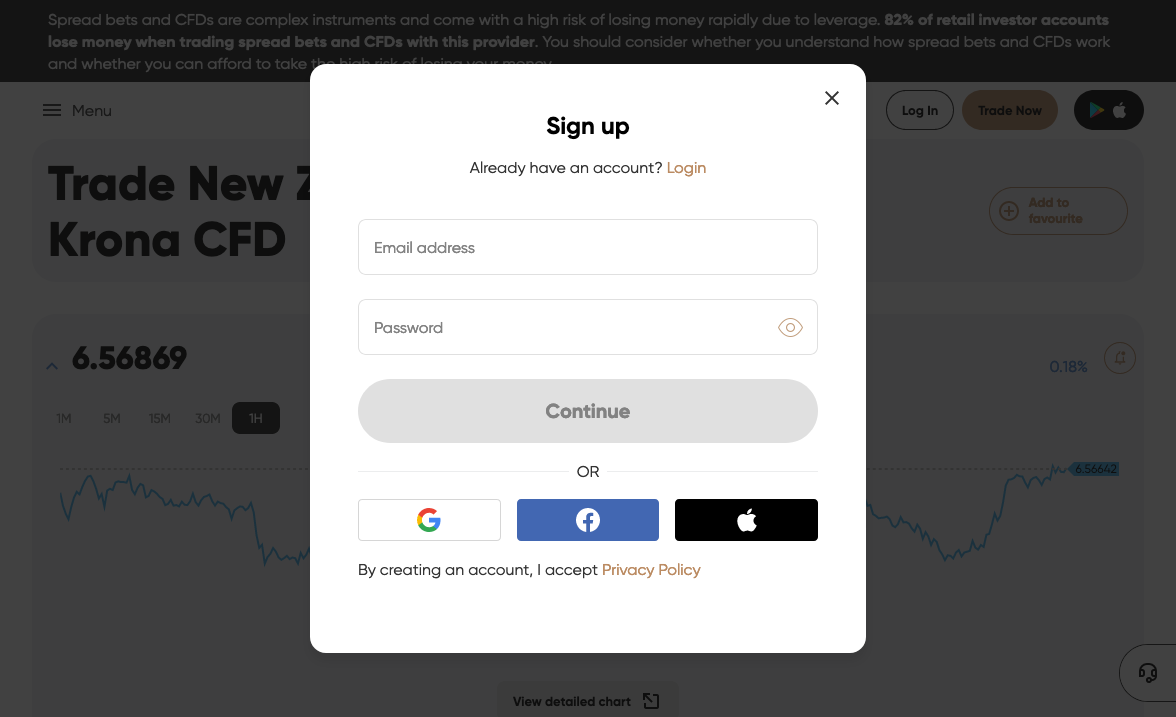 Spread bets and CFDs are complex instruments and come with a high risk of losing money rapidly due to leverage. 82% of retail investor accounts
lose money when trading spread bets and CFDs with this provider. You should consider whether you understand how spread bets and CFDs work
and whether you can afford to take the high risk of losing your money.
Menu
Log In
Trade Now
Trade New
Krona CFD
Add to
favourite
Sign up
Already have an account? Login
Email address
Password
Continue
OR
By creating an account, I accept Privacy Policy
6.56869
0.18%
1M 5M 15M 30M 1H
6.56642
View detailed chart